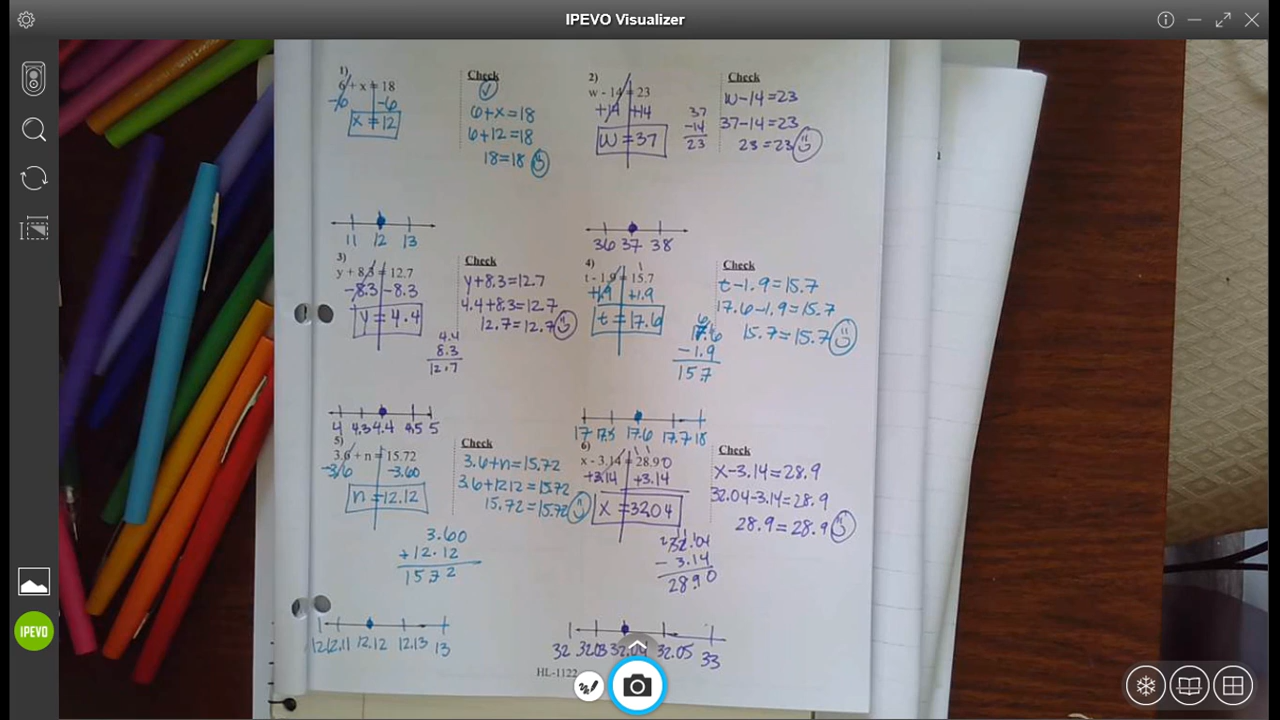 IPEVO Visualizer
1)
6 + x = 18
-6 -6
x = 12
Check
6+x=18
6+12=18
18=18
11 12 13
2)
w - 14 = 23
+14 +14
w = 37
37
-14
23
Check
w-14=23
37-14=23
23=23
36 37 38
3)
y + 8.3 = 12.7
-8.3 -8.3
y = 4.4
Check
y+8.3=12.7
4.4+8.3=12.7
12.7=12.7
4.4
8.3
12.7
4 4.3 4.4 4.5 5
4)
1
t - 1.9 = 15.7
+1.9 +1.9
t = 17.6
Check
t-1.9=15.7
17.6-1.9=15.7
15.7=15.7
6
17.6
-1.9
15.7
17 17.5 17.6 17.7 18
5)
3.6 + n = 15.72
-3.6 -3.60
n = 12.12
Check
3.6+n=15.72
3.6+12.12=15.72
15.72=15.72
3.60
+12.12
15.72
12 12.11 12.12 12.13 13
6)
x - 3.14 = 28.90
+3.14 +3.14
x = 32.04
Check
x-3.14=28.9
32.04-3.14=28.9
28.9=28.9
32.04
- 3.14
28.90
32 32.03 32.04 32.05 33
HL-1122
IPEVO